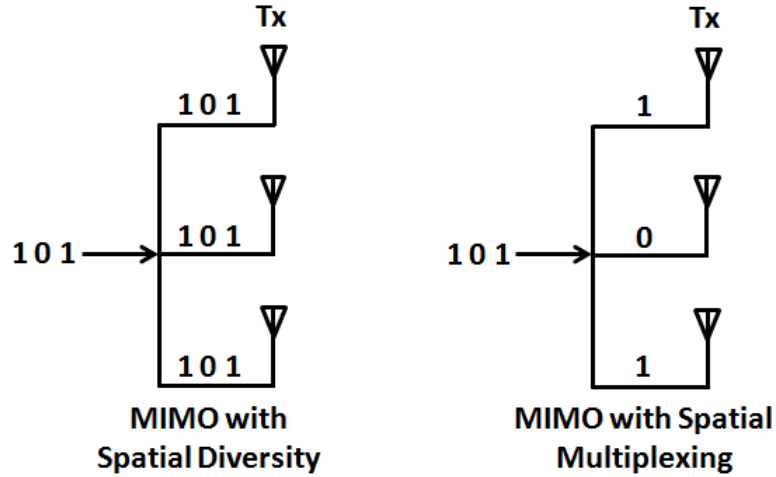 Tx
1 0 1
1 0 1
1 0 1
1 0 1
MIMO with
Spatial Diversity
Tx
1
1 0 1
0
1
MIMO with Spatial
Multiplexing